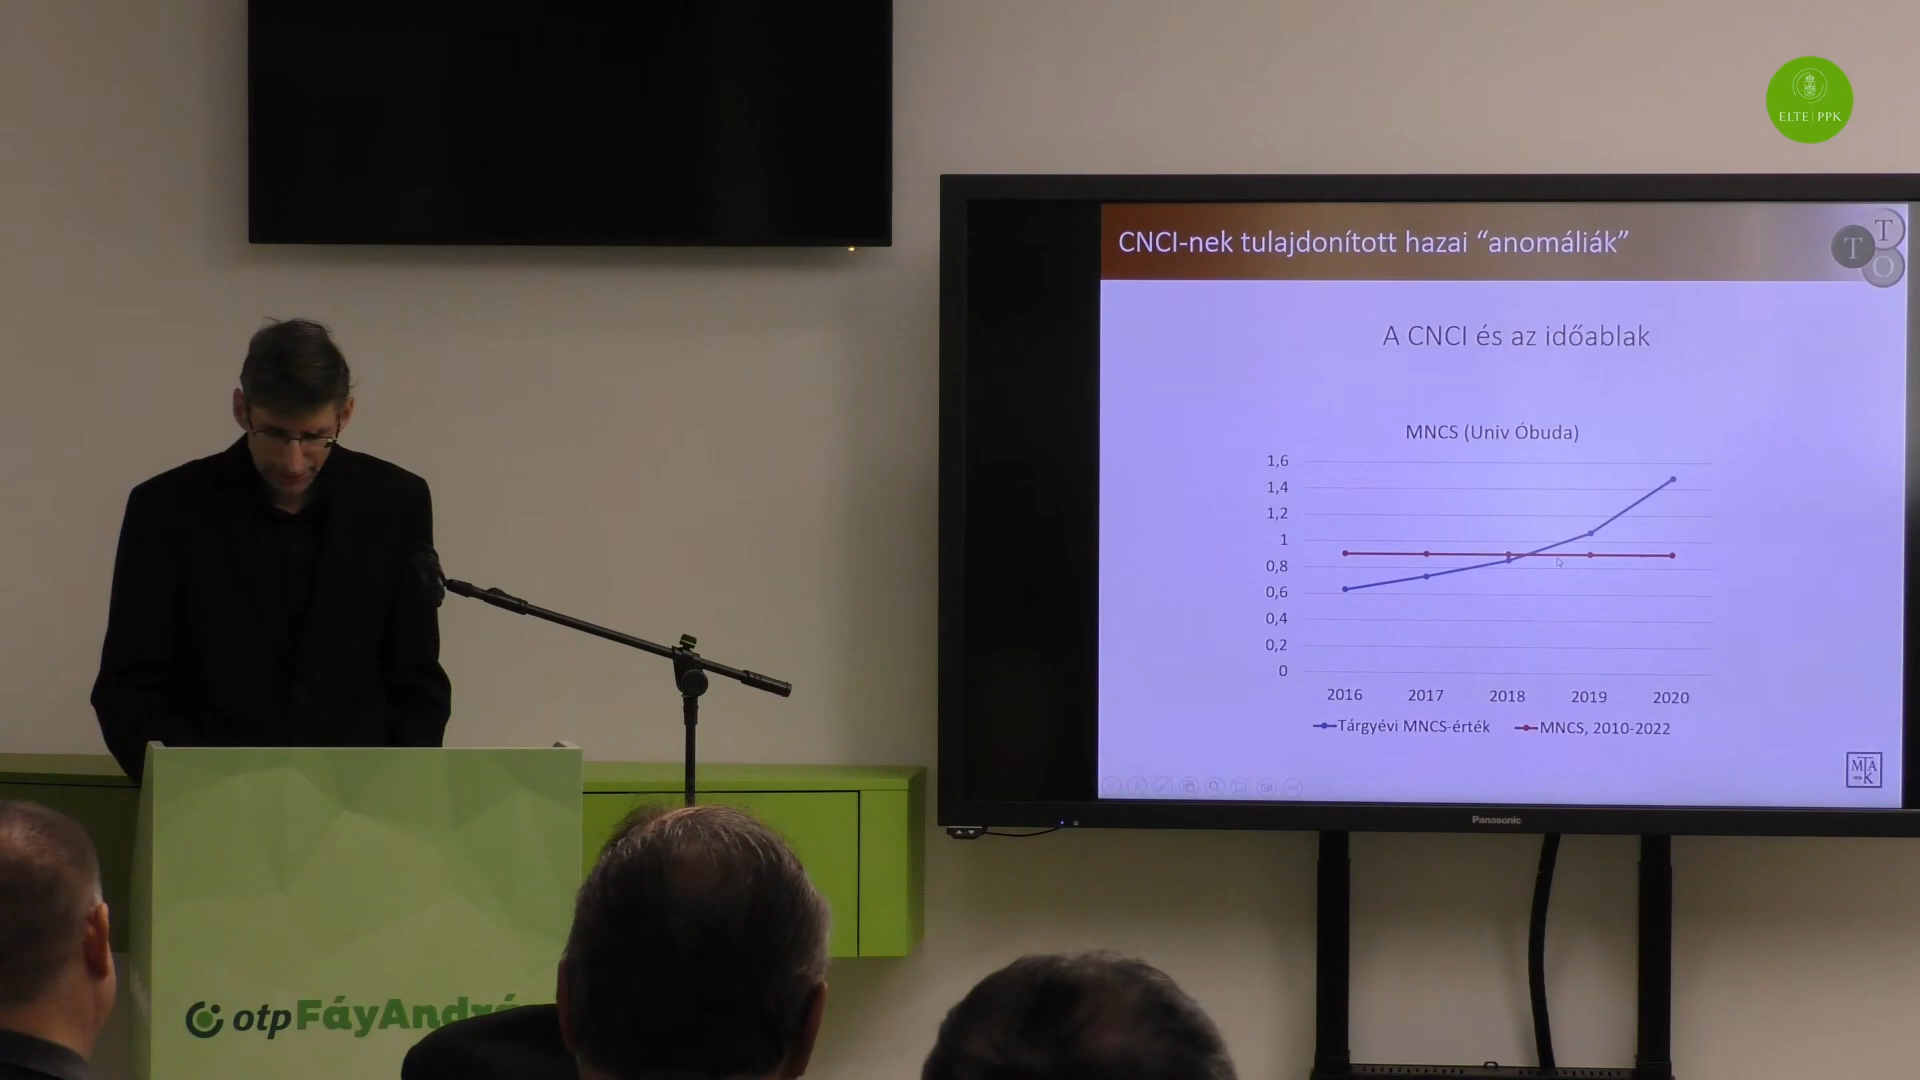 ELTE | PPK
CNCI-nek tulajdonított hazai “anomáliák”
T
T
O
A CNCI és az időablak
MNCS (Univ Óbuda)
1,6
1,4
1,2
1
0,8
0,6
0,4
0,2
0
2016 2017 2018 2019 2020
Tárgyévi MNCS-érték MNCS, 2010-2022
MTA
K
Panasonic
otp FáyAndrá